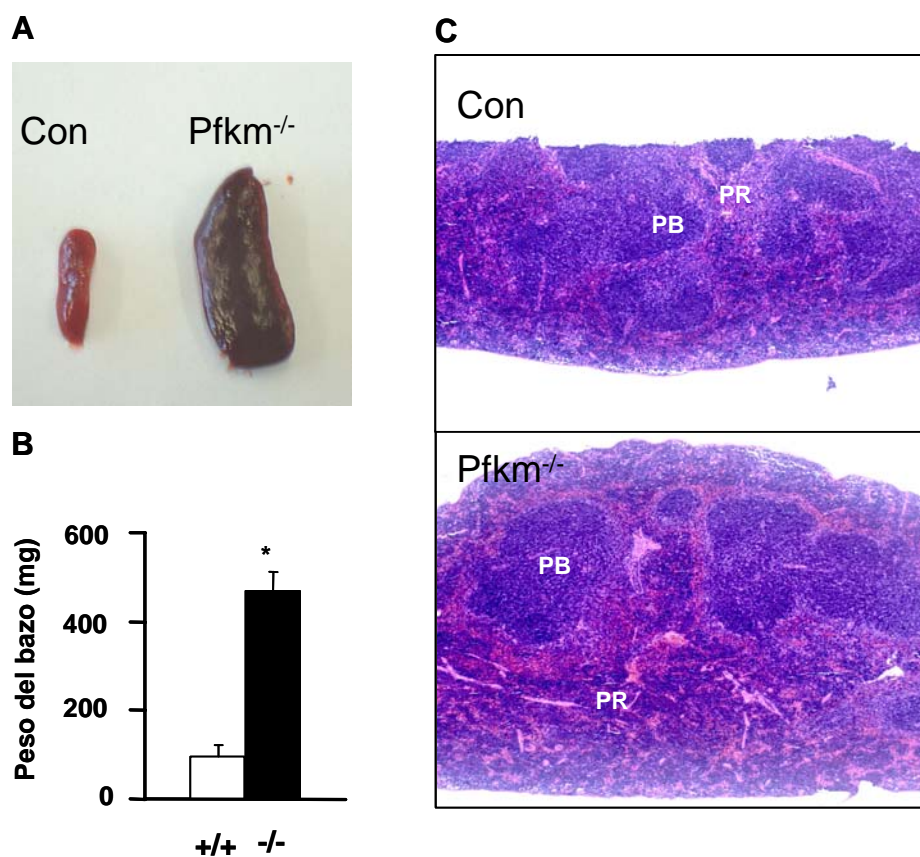 A
Con Pfkm-/-
B
Peso del bazo (mg)
600
400
200
0
*
+/+ -/-
C
Con
PR
PB
Pfkm-/-
PB
PR